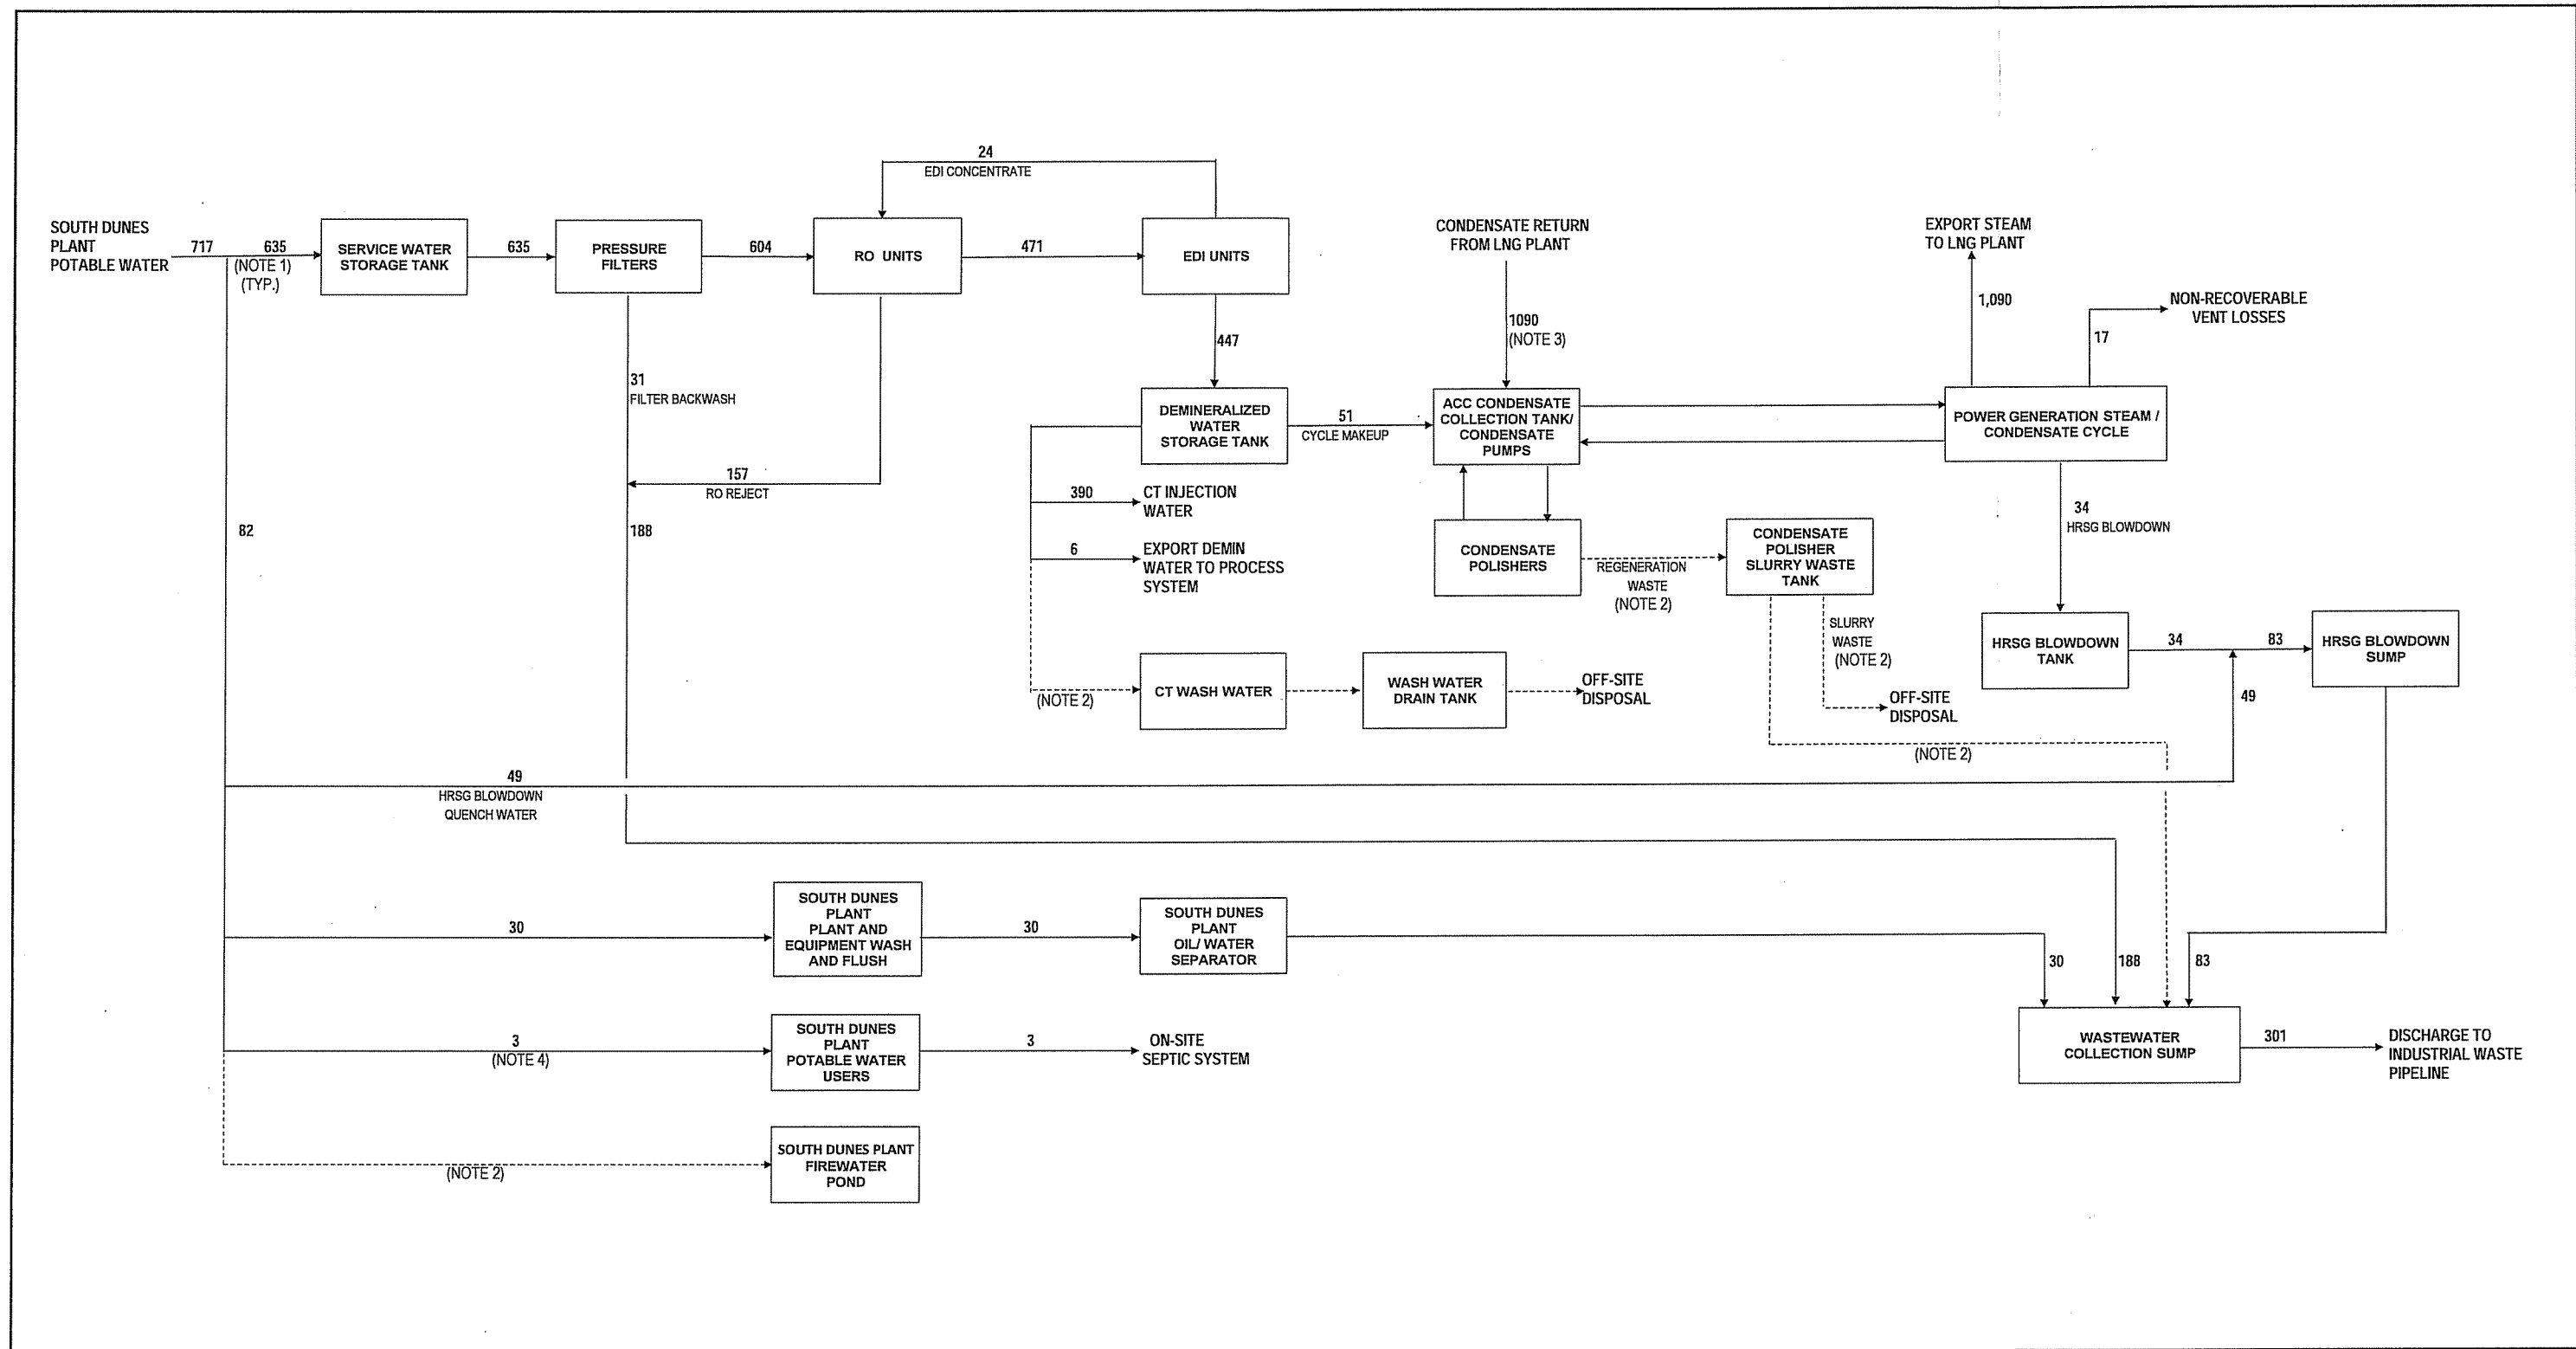 24
EDI CONCENTRATE
SOUTH DUNES
PLANT
POTABLE WATER
717
635
(NOTE 1)
(TYP.)
SERVICE WATER
STORAGE TANK
635
PRESSURE
FILTERS
604
RO UNITS
471
EDI UNITS
CONDENSATE RETURN
FROM LNG PLANT
EXPORT STEAM
TO LNG PLANT
1,090
NON-RECOVERABLE
VENT LOSSES
17
1090
(NOTE 3)
447
31
FILTER BACKWASH
DEMINERALIZED
WATER
STORAGE TANK
51
CYCLE MAKEUP
ACC CONDENSATE
COLLECTION TANK/
CONDENSATE
PUMPS
POWER GENERATION STEAM /
CONDENSATE CYCLE
157
RO REJECT
390
CT INJECTION
WATER
82
188
6
EXPORT DEMIN
WATER TO PROCESS
SYSTEM
CONDENSATE
POLISHERS
REGENERATION
WASTE
(NOTE 2)
CONDENSATE
POLISHER
SLURRY WASTE
TANK
34
HRSG BLOWDOWN
SLURRY
WASTE
(NOTE 2)
HRSG BLOWDOWN
TANK
34
83
HRSG BLOWDOWN
SUMP
(NOTE 2)
CT WASH WATER
WASH WATER
DRAIN TANK
OFF-SITE
DISPOSAL
OFF-SITE
DISPOSAL
49
(NOTE 2)
49
HRSG BLOWDOWN
QUENCH WATER
30
SOUTH DUNES
PLANT
PLANT AND
EQUIPMENT WASH
AND FLUSH
30
SOUTH DUNES
PLANT
OIL/ WATER
SEPARATOR
30
188
83
3
(NOTE 4)
SOUTH DUNES
PLANT
POTABLE WATER
USERS
3
ON-SITE
SEPTIC SYSTEM
WASTEWATER
COLLECTION SUMP
301
DISCHARGE TO
INDUSTRIAL WASTE
PIPELINE
(NOTE 2)
SOUTH DUNES PLANT
FIREWATER
POND